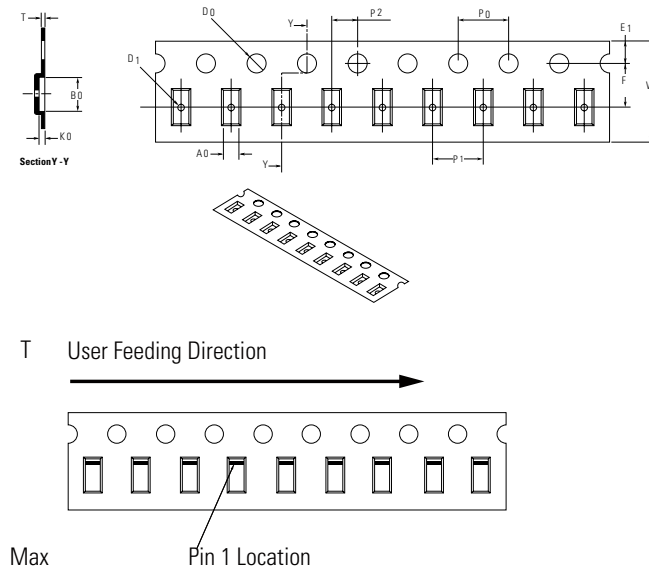 T
D0
Y
P2
P0
E1
D1
F
B0
K0
A0
Y
P1
Section Y - Y
T User Feeding Direction
Max Pin 1 Location